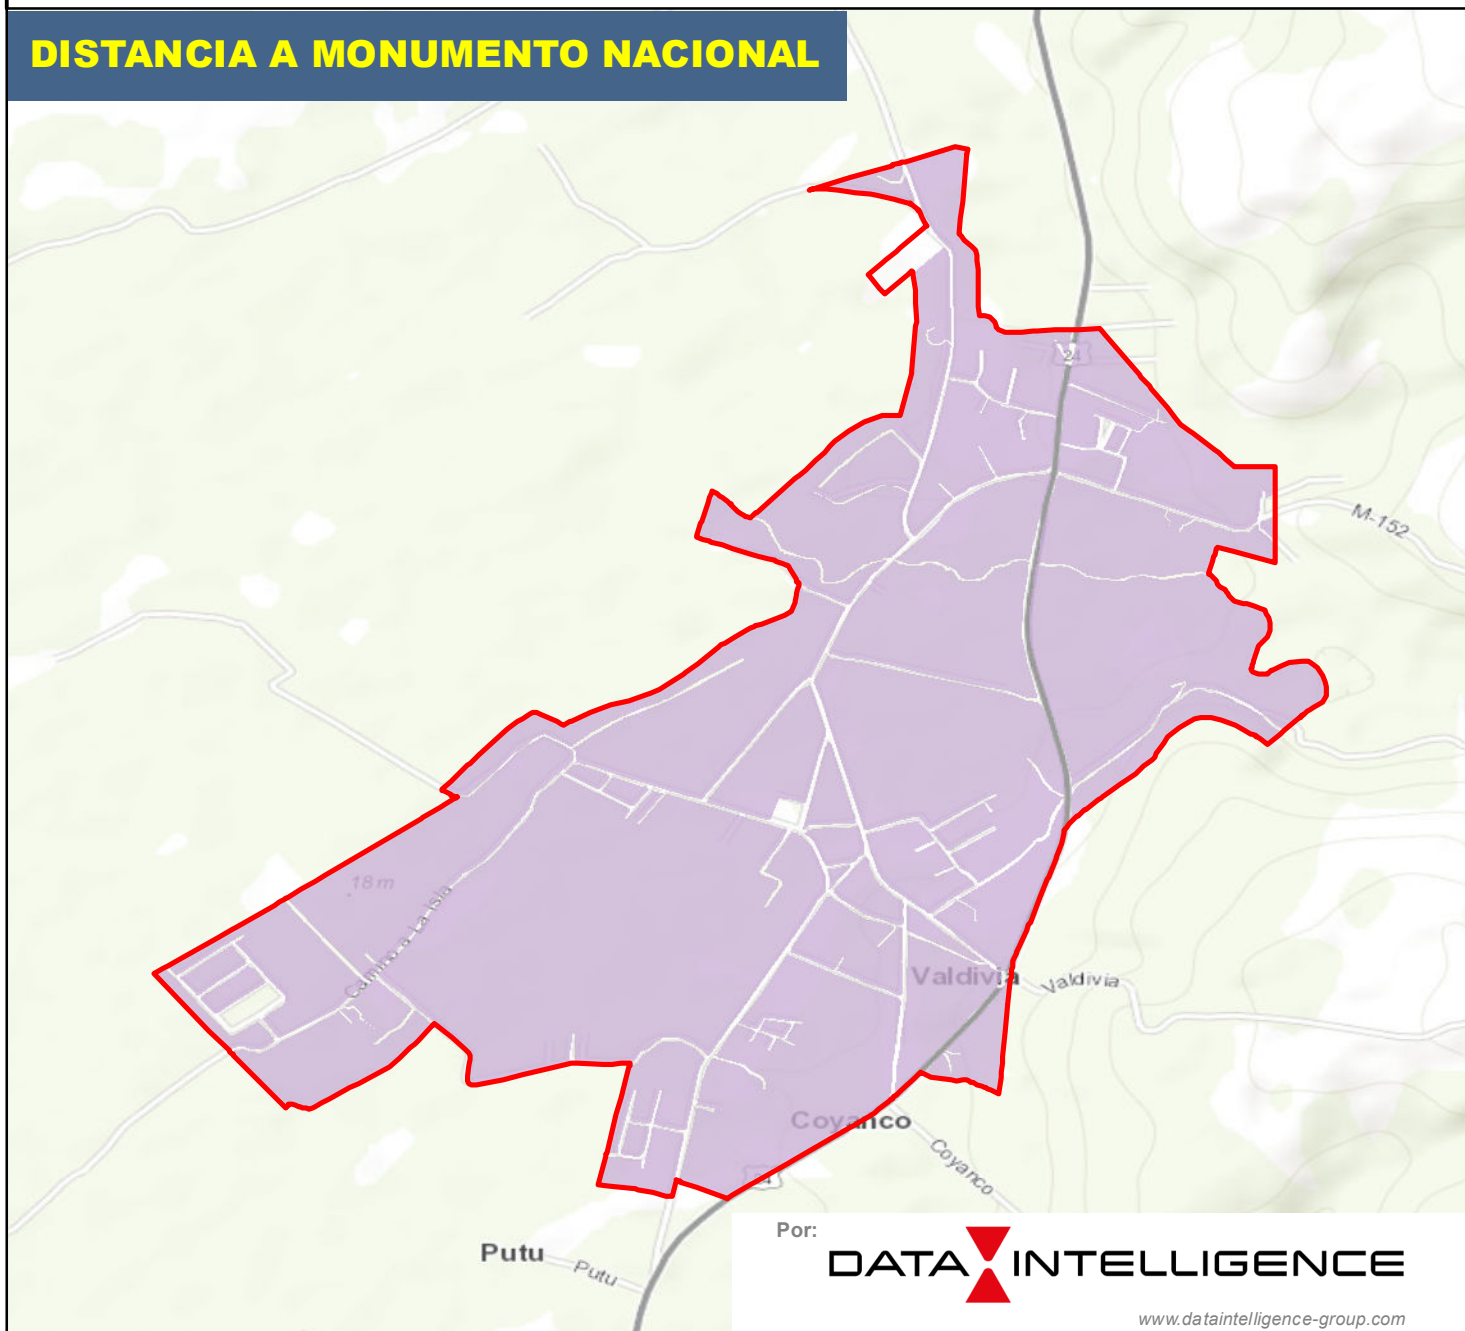 DISTANCIA A MONUMENTO NACIONAL
24
M-152
18 m
Camino a La Isla
Valdivia
Valdivia
Coyanco
Coyanco
Putu
Putu
Por:
DATA INTELLIGENCE
www.dataintelligence-group.com